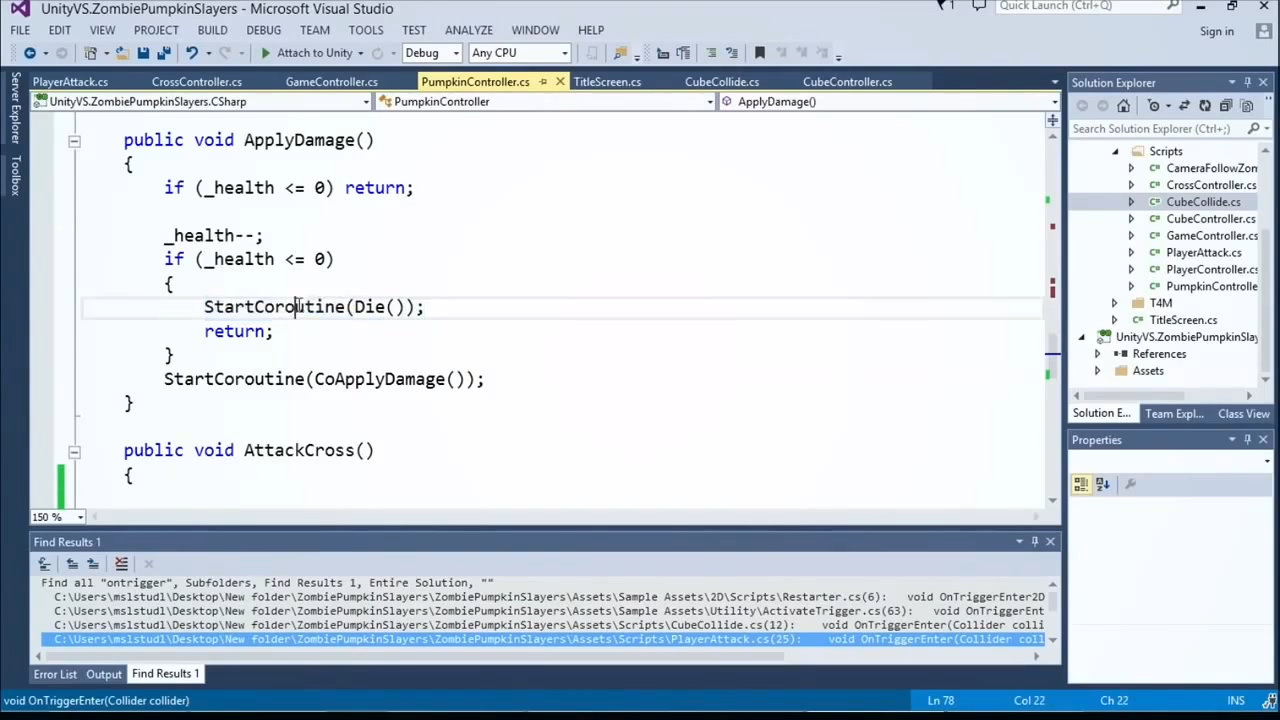 UnityVS.ZombiePumpkinSlayers - Microsoft Visual Studio
1
Quick Launch (Ctrl+Q)
FILE EDIT VIEW PROJECT BUILD DEBUG TEAM TOOLS TEST ANALYZE WINDOW HELP
Sign in
Attach to Unity Debug Any CPU
Server Explorer
Toolbox
PlayerAttack.cs CrossController.cs GameController.cs PumpkinController.cs TitleScreen.cs CubeCollide.cs CubeController.cs
UnityVS.ZombiePumpkinSlayers.CSharp PumpkinController ApplyDamage()
public void ApplyDamage()
{
if (_health <= 0) return;
_health--;
if (_health <= 0)
{
StartCoroutine(Die());
return;
}
StartCoroutine(CoApplyDamage());
}
public void AttackCross()
{
150 %
Solution Explorer
Search Solution Explorer (Ctrl+;)
Scripts
CameraFollowZom
CrossController.cs
CubeCollide.cs
CubeController.cs
GameController.cs
PlayerAttack.cs
PlayerController.cs
PumpkinControlle
T4M
TitleScreen.cs
UnityVS.ZombiePumpkinSlay
References
Assets
Solution E... Team Expl... Class View
Properties
Find Results 1
Find all "ontrigger", Subfolders, Find Results 1, Entire Solution, ""
C:\Users\mslstudl\Desktop\New folder\ZombiePumpkinSlayers\ZombiePumpkinSlayers\Assets\Sample Assets\2D\Scripts\Restarter.cs(6): void OnTriggerEnter2D
C:\Users\mslstudl\Desktop\New folder\ZombiePumpkinSlayers\ZombiePumpkinSlayers\Assets\Sample Assets\Utility\ActivateTrigger.cs(63): void OnTriggerEnt
C:\Users\mslstudl\Desktop\New folder\ZombiePumpkinSlayers\ZombiePumpkinSlayers\Assets\Scripts\CubeCollide.cs(12): void OnTriggerEnter(Collider colli
C:\Users\mslstudl\Desktop\New folder\ZombiePumpkinSlayers\ZombiePumpkinSlayers\Assets\Scripts\PlayerAttack.cs(25): void OnTriggerEnter(Collider coll
Error List Output Find Results 1
void OnTriggerEnter(Collider collider) Ln 78 Col 22 Ch 22 INS